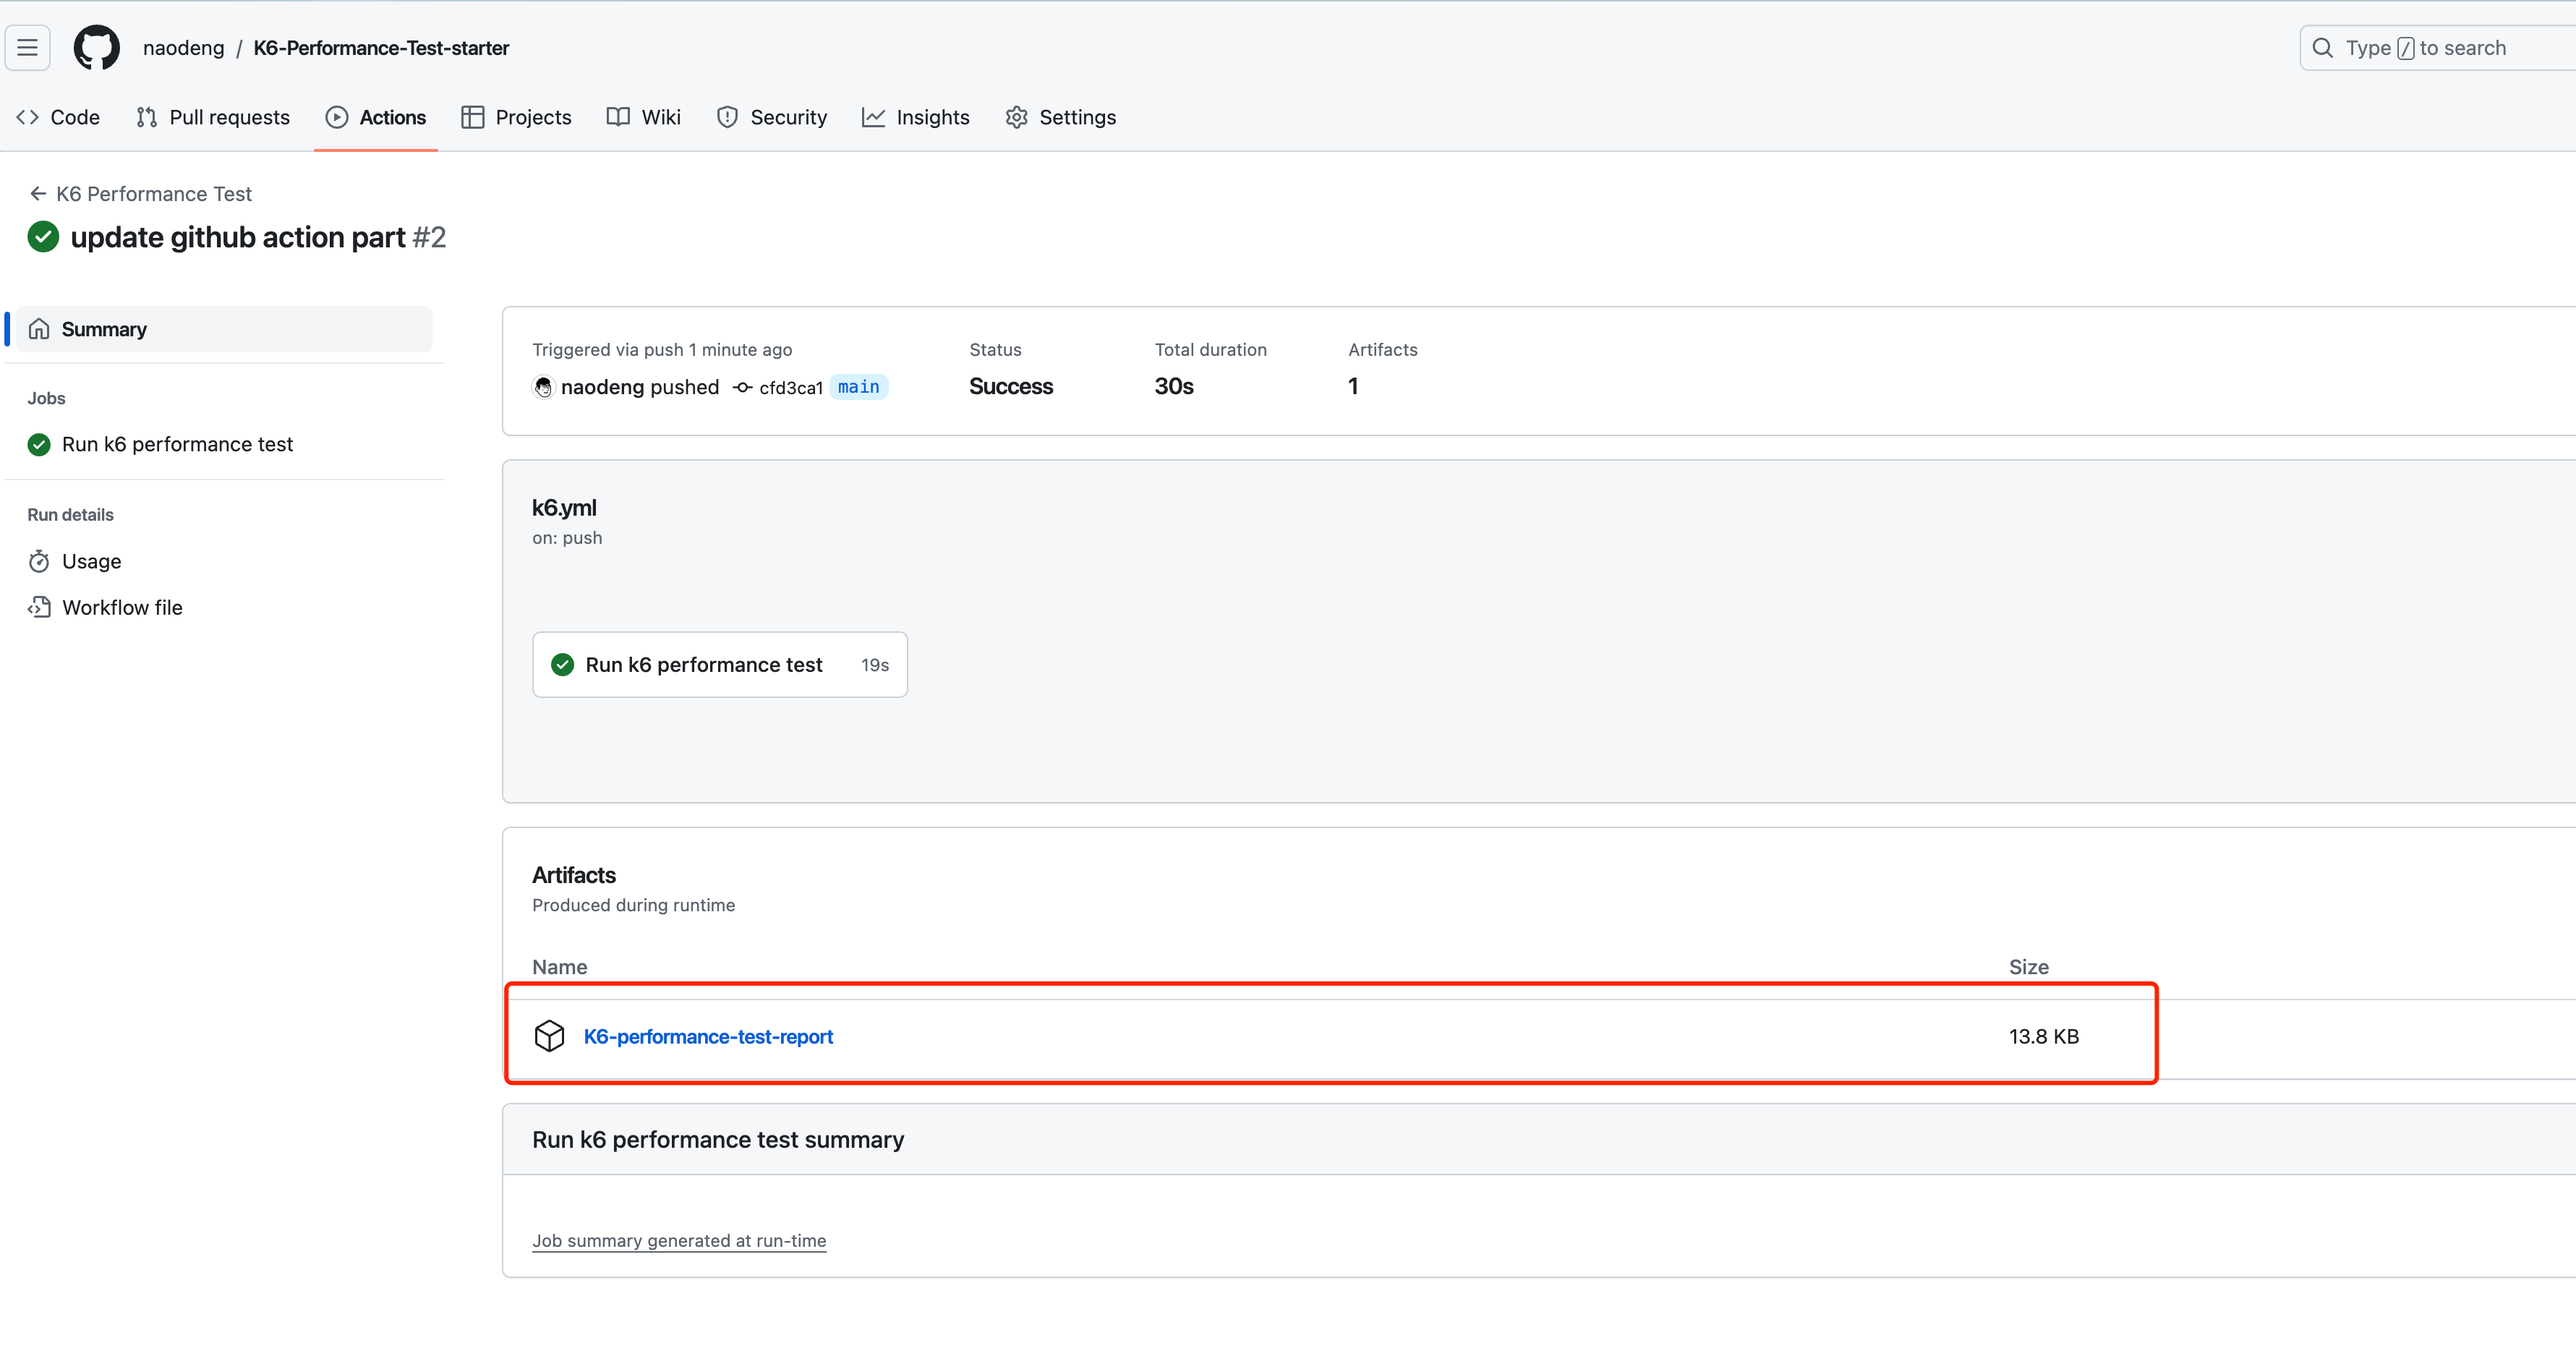 naodeng / K6-Performance-Test-starter
Type / to search
Code Pull requests Actions Projects Wiki Security Insights Settings
K6 Performance Test
update github action part #2
Summary
Jobs
Run k6 performance test
Run details
Usage
Workflow file
Triggered via push 1 minute ago
naodeng pushed cfd3ca1 main
Status
Success
Total duration
30s
Artifacts
1
k6.yml
on: push
Run k6 performance test 19s
Artifacts
Produced during runtime
Name Size
K6-performance-test-report 13.8 KB
Run k6 performance test summary
Job summary generated at run-time